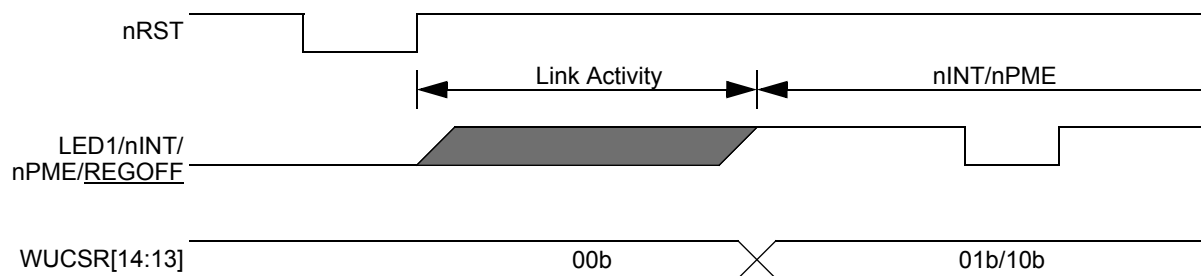 nRST
Link Activity
nINT/nPME
LED1/nINT/
nPME/REGOFF
WUCSR[14:13]
00b
01b/10b